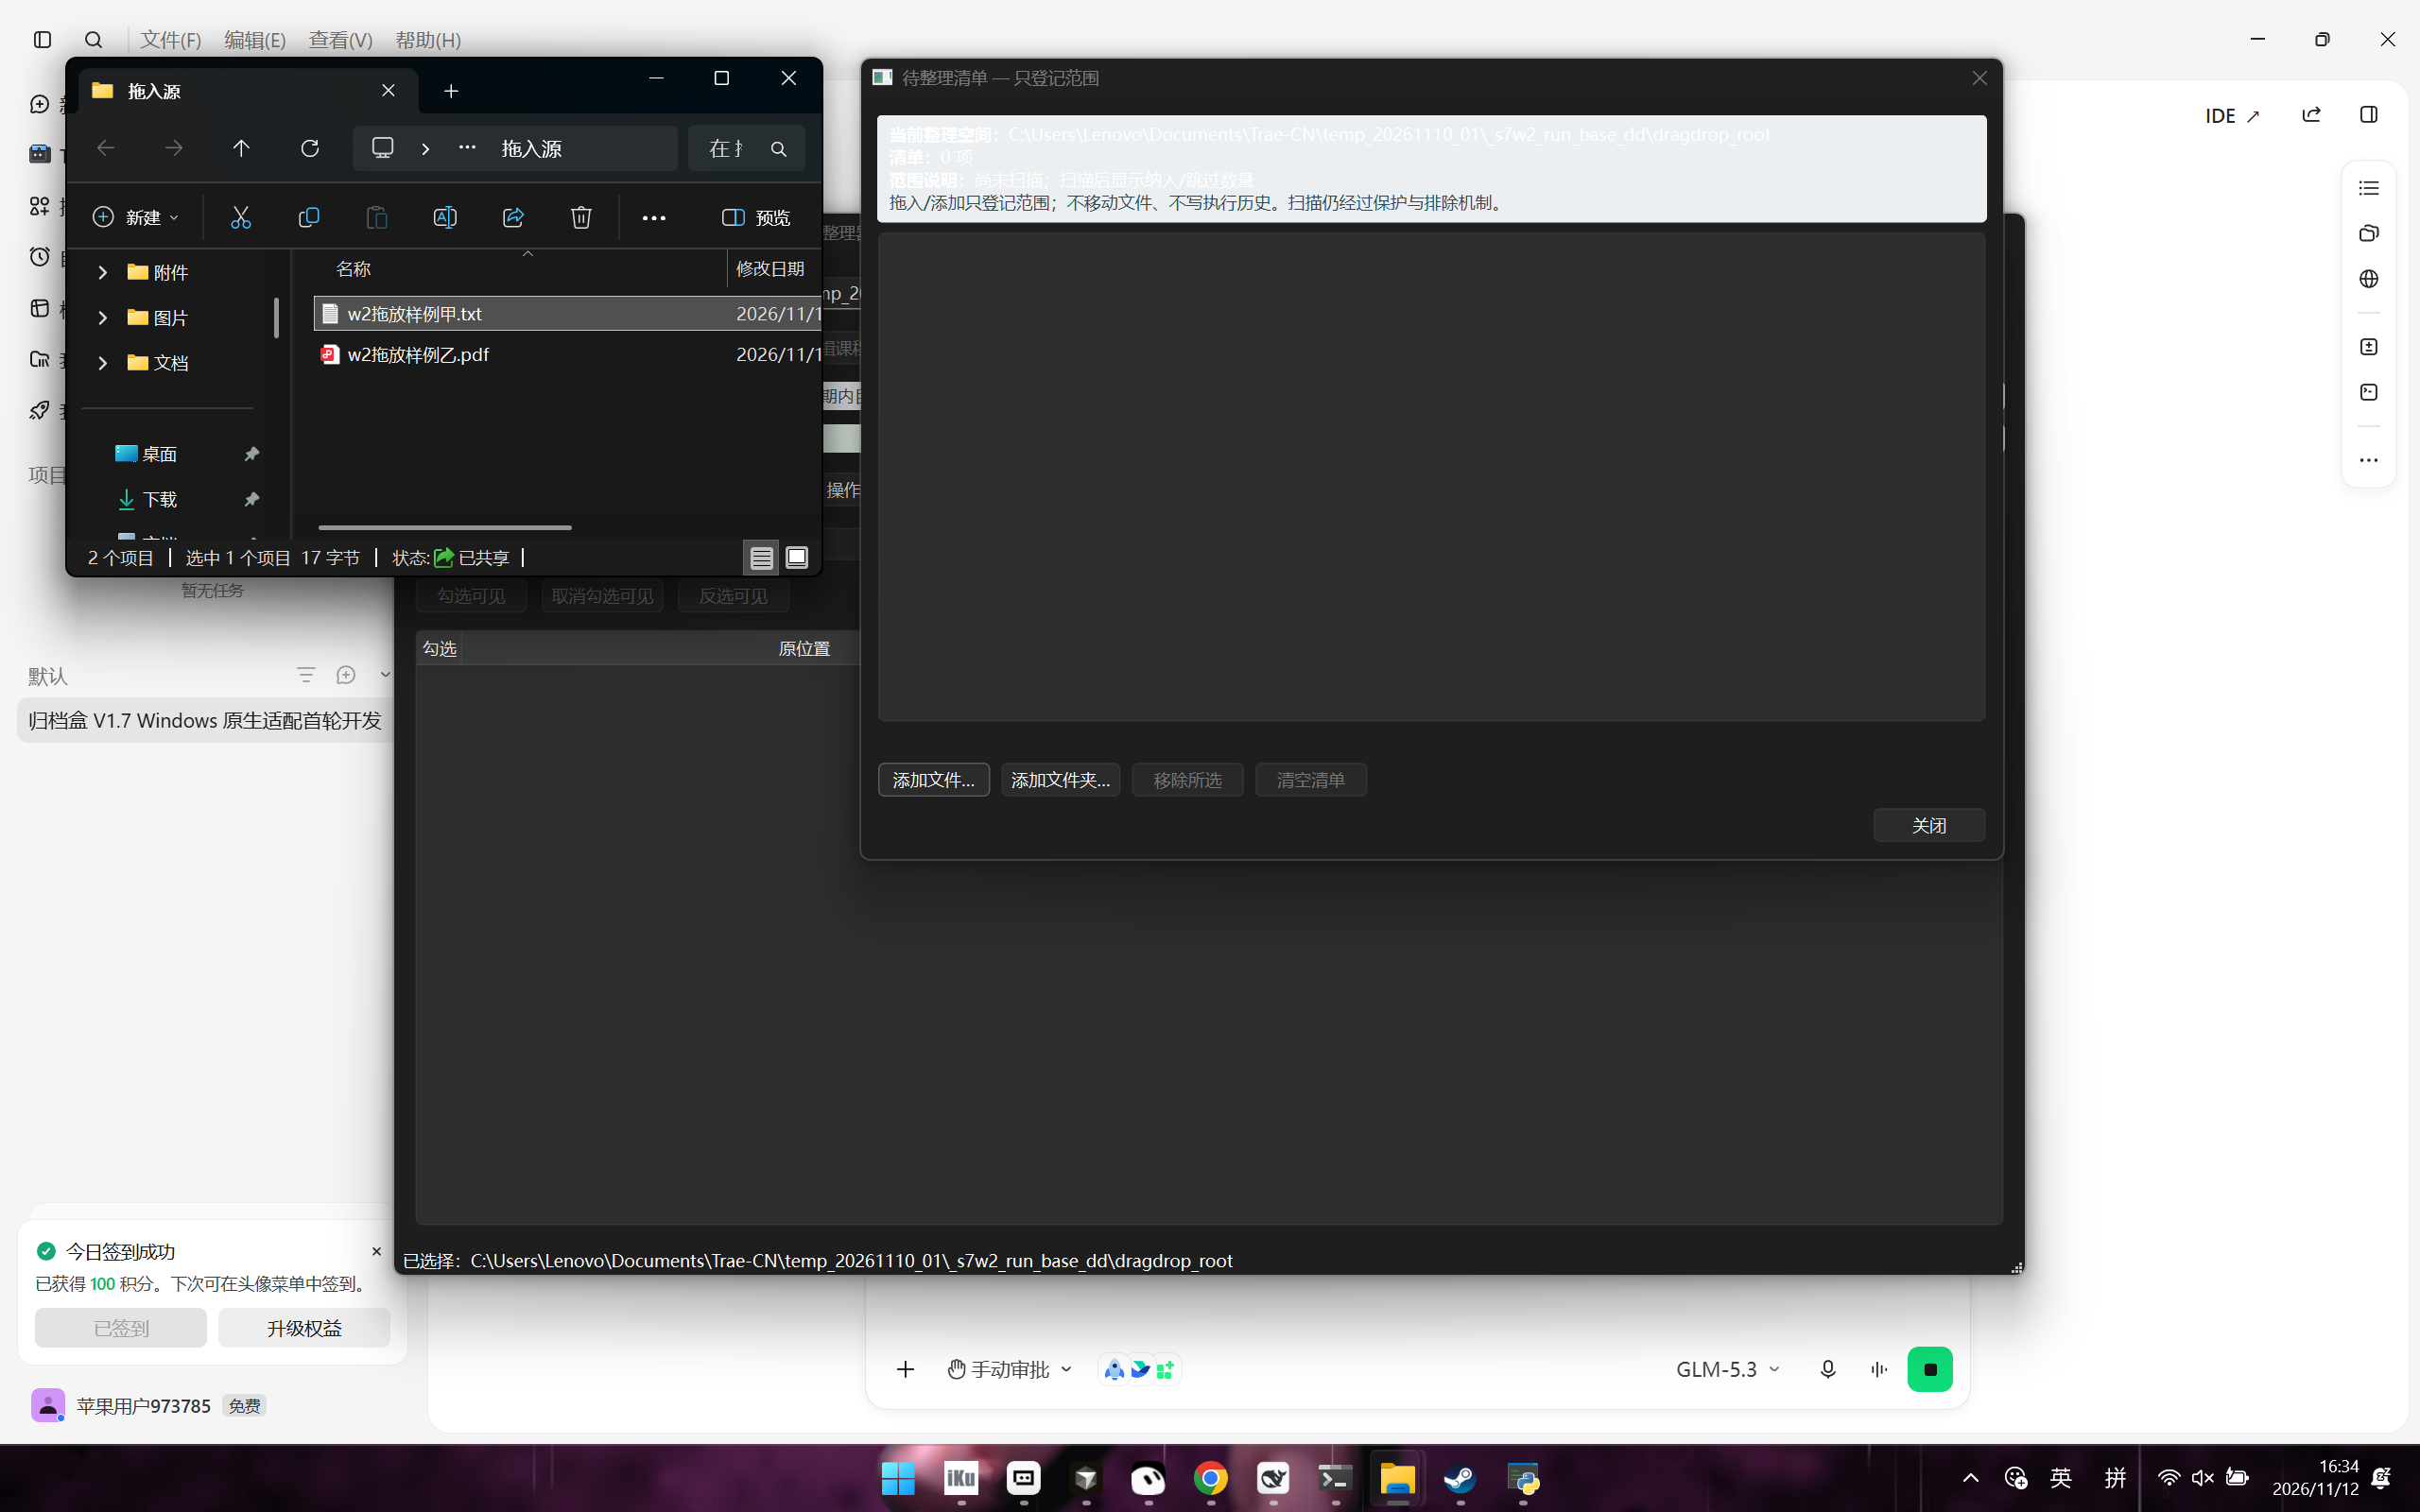 文件(F) 编辑(E) 查看(V) 帮助(H)
拖入源
拖入源
新建
预览
附件
图片
文档
桌面
下载
名称
修改日期
w2拖放样例甲.txt 2026/11/1
w2拖放样例乙.pdf 2026/11/1
2 个项目 选中 1 个项目 17 字节 状态: 已共享
待整理清单 — 只登记范围
当前整理空间: C:\Users\Lenovo\Documents\Trae-CN\temp_20261110_01\_s7w2_run_base_dd\dragdrop_root
清单: 0 项
范围说明: 尚未扫描; 扫描后显示纳入/跳过数量
拖入/添加只登记范围; 不移动文件、不写执行历史。扫描仍经过保护与排除机制。
添加文件... 添加文件夹... 移除所选 清空清单
关闭
IDE
项目
操作
暂无任务
勾选可见 取消勾选可见 反选可见
勾选 原位置
默认
归档盒 V1.7 Windows 原生适配首轮开发
已选择: C:\Users\Lenovo\Documents\Trae-CN\temp_20261110_01\_s7w2_run_base_dd\dragdrop_root
今日签到成功
已获得 100 积分。下次可在头像菜单中签到。
已签到 升级权益
苹果用户973785 免费
手动审批
GLM-5.3
iKu
英 拼
16:34
2026/11/12